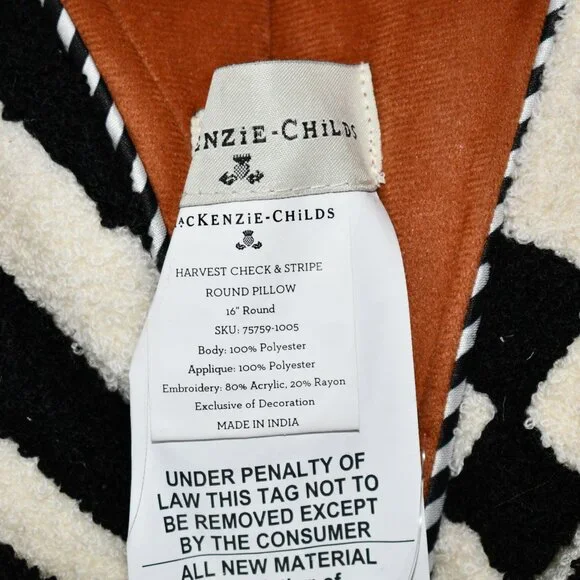 NZiE-CHiLDS
ACKENZiE-CHiLDS
HARVEST CHECK & STRIPE
ROUND PILLOW
16" Round
SKU: 75759-1005
Body: 100% Polyester
Applique: 100% Polyester
Embroidery: 80% Acrylic, 20% Rayon
Exclusive of Decoration
MADE IN INDIA
UNDER PENALTY OF
LAW THIS TAG NOT TO
BE REMOVED EXCEPT
BY THE CONSUMER
ALL NEW MATERIAL
of